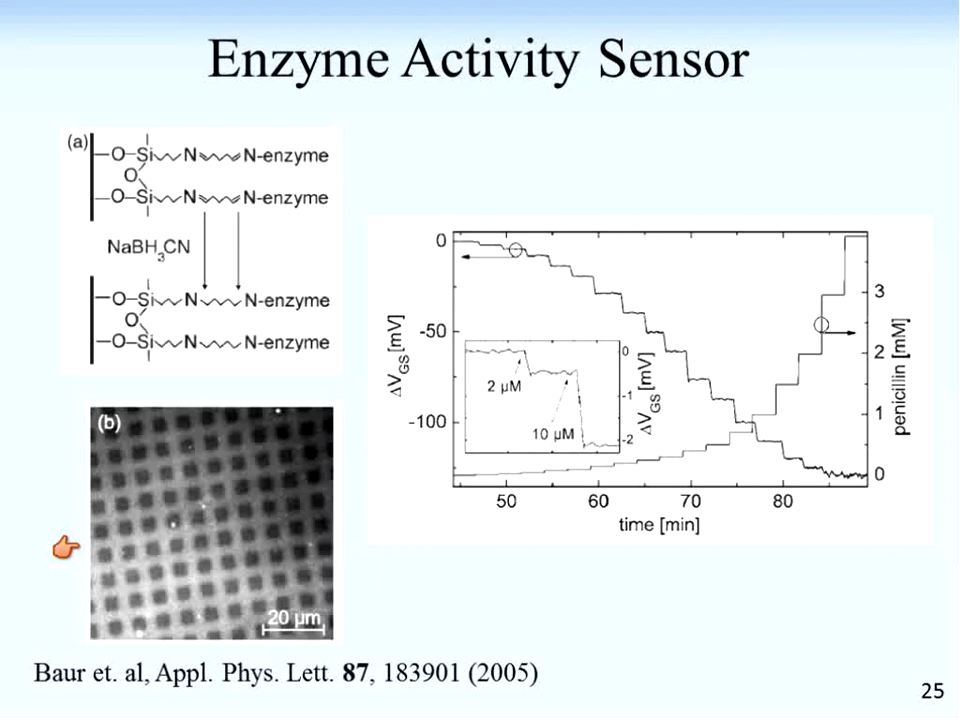 Enzyme Activity Sensor
(a)
O Si N N-enzyme
O
O Si N N-enzyme
NaBH3CN
O Si N N-enzyme
O
O Si N N-enzyme
(b)
20 µm
0
-50
-100
ΔVGS [mV]
2 µM
10 µM
0
-1
-2
ΔVGS [mV]
3
2
1
0
penicillin [mM]
50 60 70 80
time [min]
Baur et. al, Appl. Phys. Lett. 87, 183901 (2005)
25